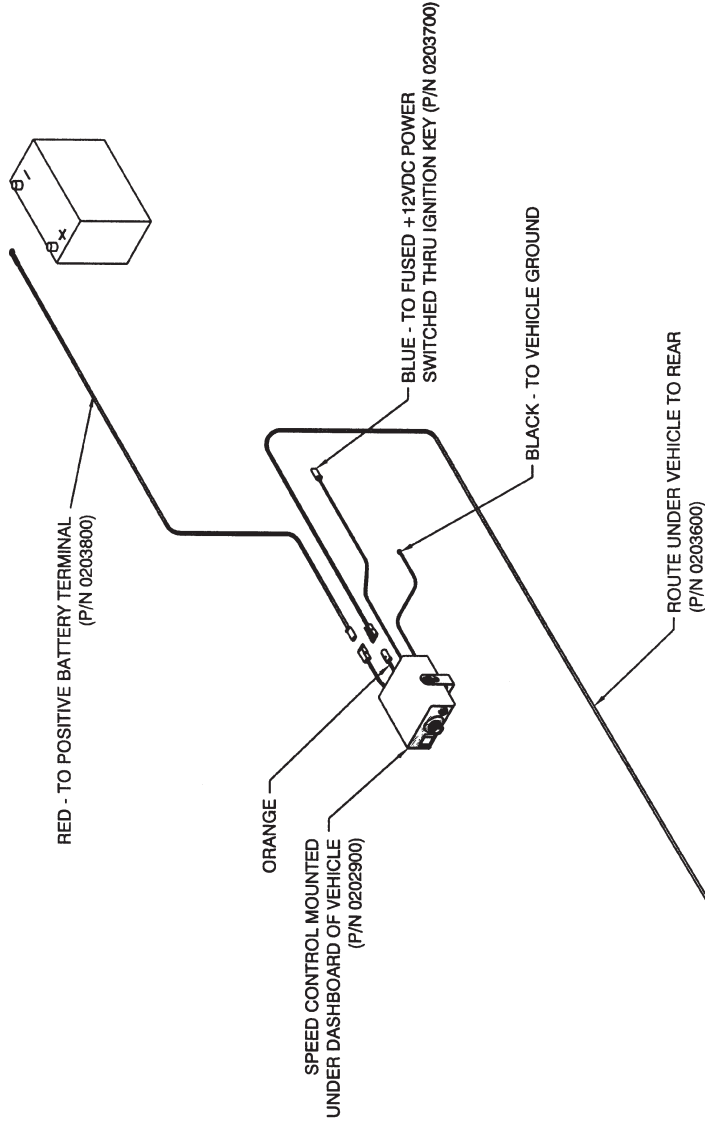 RED - TO POSITIVE BATTERY TERMINAL
(P/N 0203800)
ORANGE
SPEED CONTROL MOUNTED
UNDER DASHBOARD OF VEHICLE
(P/N 0202900)
BLUE - TO FUSED +12VDC POWER
SWITCHED THRU IGNITION KEY (P/N 0203700)
BLACK - TO VEHICLE GROUND
ROUTE UNDER VEHICLE TO REAR
(P/N 0203600)